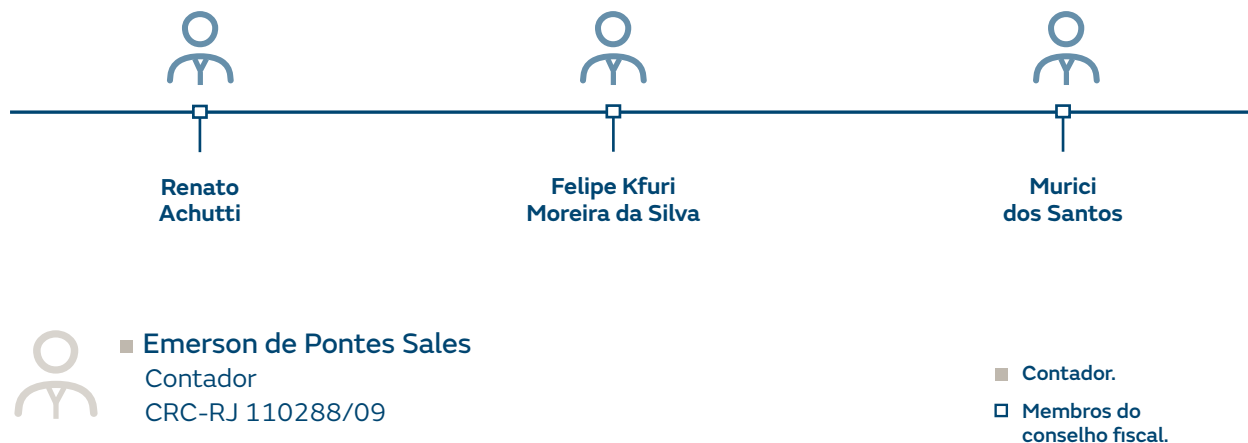 Renato
Achutti
Felipe Kfuri
Moreira da Silva
Murici
dos Santos
Emerson de Pontes Sales
Contador
CRC-RJ 110288/09
Contador.
Membros do
conselho fiscal.